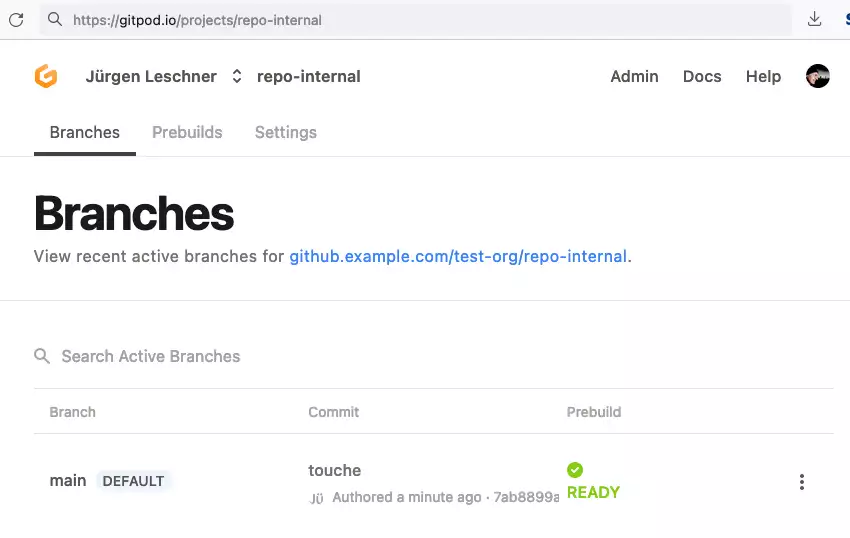 https://gitpod.io/projects/repo-internal
Jürgen Leschner repo-internal Admin Docs Help
Branches Prebuilds Settings
Branches
View recent active branches for github.example.com/test-org/repo-internal.
Search Active Branches
Branch Commit Prebuild
main DEFAULT touche READY
Jü Authored a minute ago · 7ab8899a